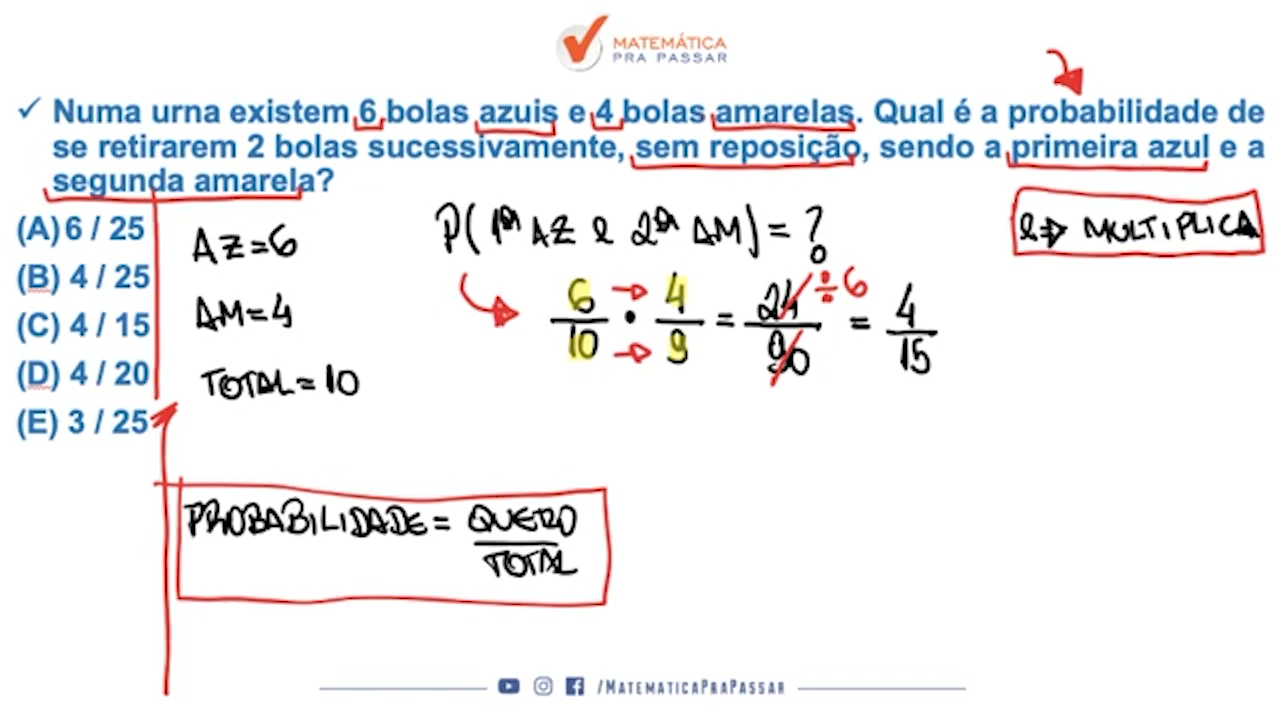 MATEMÁTICA
PRA PASSAR
✓ Numa urna existem 6 bolas azuis e 4 bolas amarelas. Qual é a probabilidade de
se retirarem 2 bolas sucessivamente, sem reposição, sendo a primeira azul e a
segunda amarela?
(A) 6 / 25
(B) 4 / 25
(C) 4 / 15
(D) 4 / 20
(E) 3 / 25
AZ=6
AM=4
TOTAL=10
P(1ª AZ e 2ª AM) = ?
6/10 → • 4/9 = 24/90 ÷6 = 4/15
e ⇒ MULTIPLICA
PROBABILIDADE = QUERO
TOTAL
/MATEMATICAPRAPASSAR